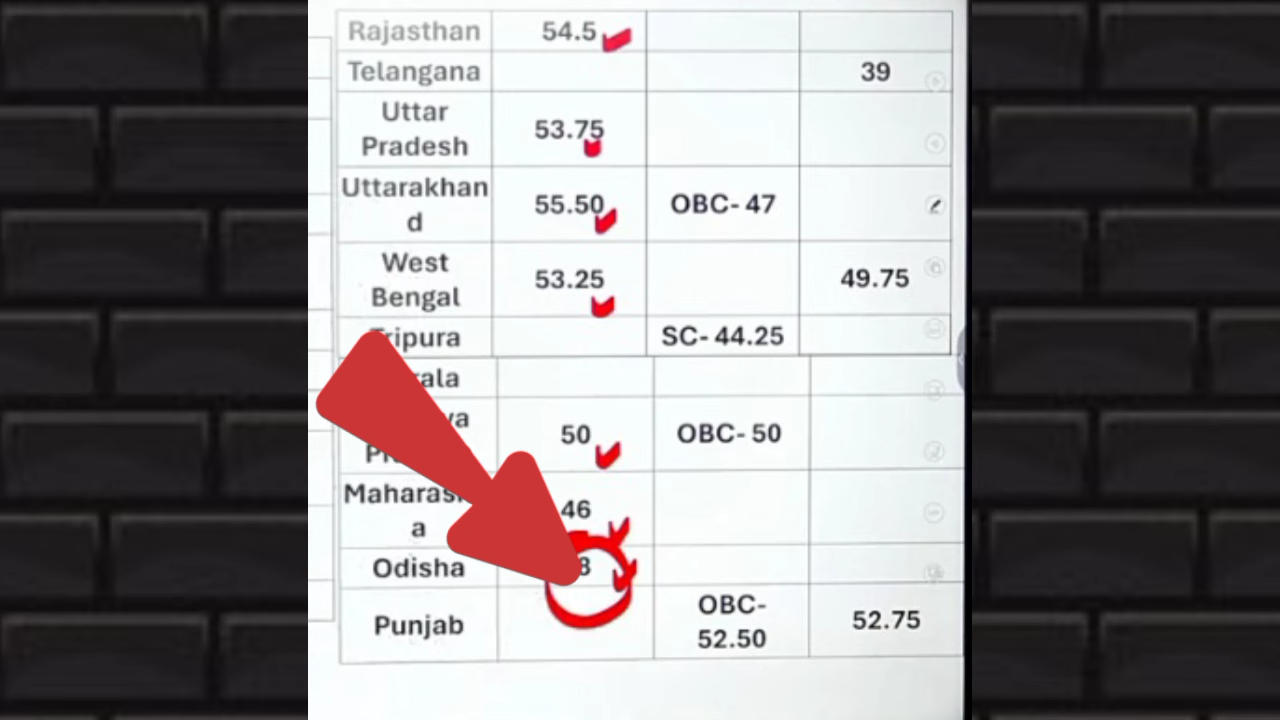 Rajasthan 54.5
Telangana 39
Uttar
Pradesh 53.75
Uttarakhan
d 55.50 OBC- 47
West
Bengal 53.25 49.75
Tripura SC- 44.25
50 OBC- 50
46
a
Odisha
Punjab OBC-
52.50 52.75